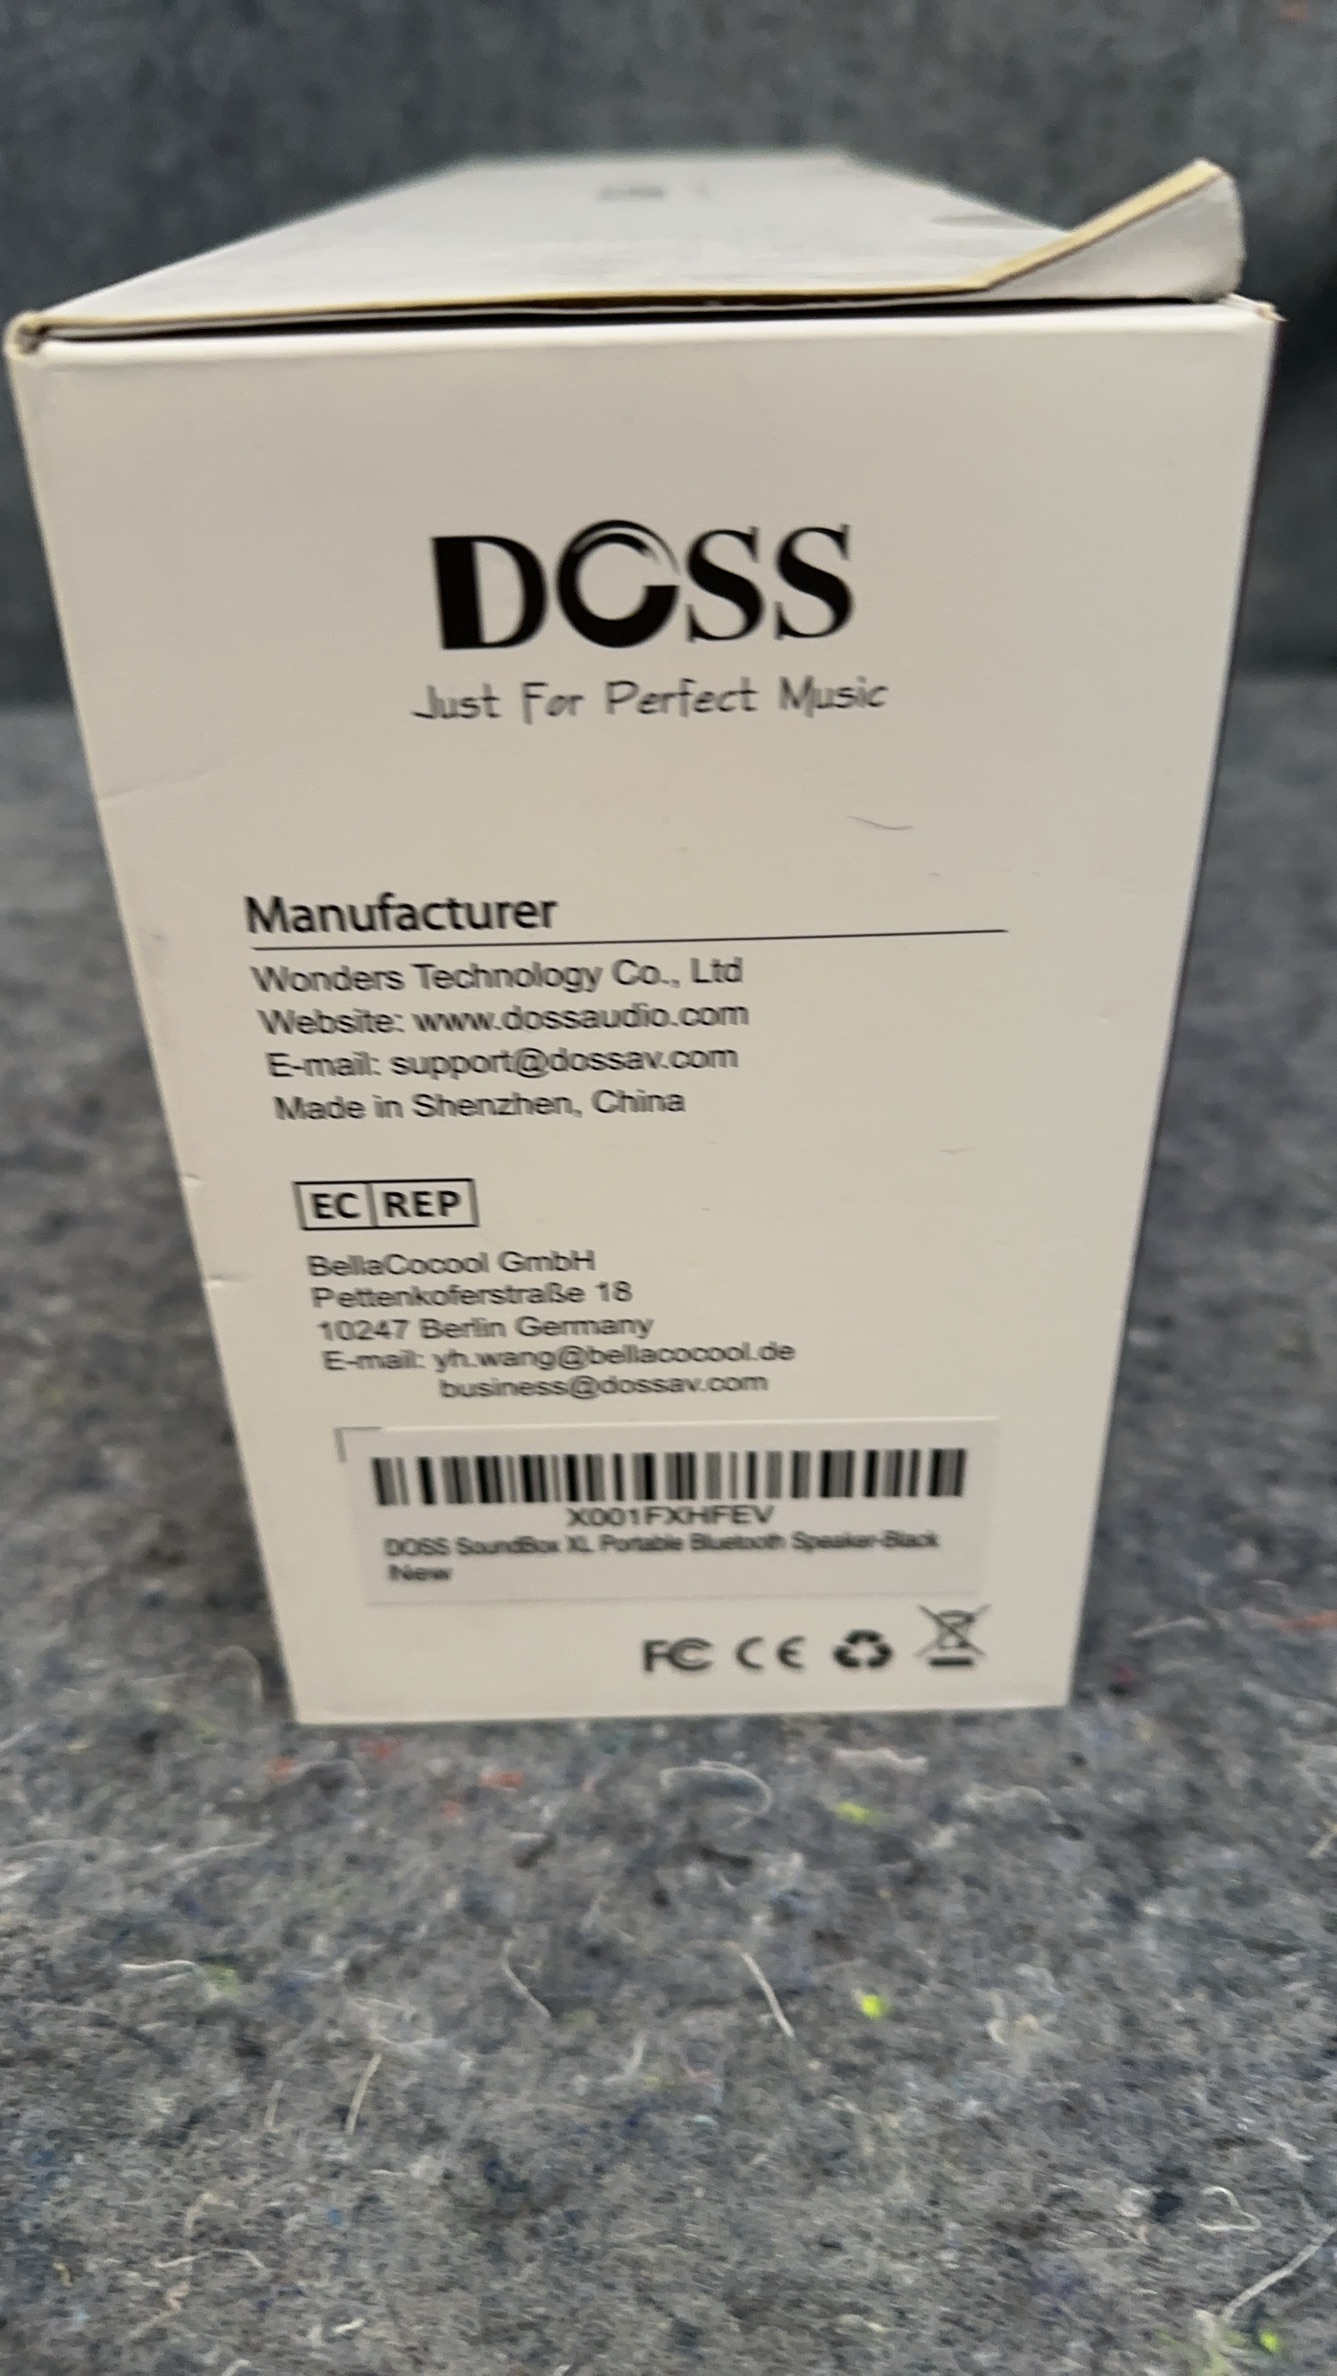 DOSS
Just For Perfect Music
Manufacturer
Wonders Technology Co., Ltd
Website: www.dossaudio.com
E-mail: support@dossav.com
Made in Shenzhen, China
EC REP
BellaCocool GmbH
Pettenkoferstraße 18
10247 Berlin Germany
E-mail: yh.wang@bellacocool.de
business@dossav.com
X001FXHFEV
DOSS SoundBox XL Portable Bluetooth Speaker-Black
New
FC CE